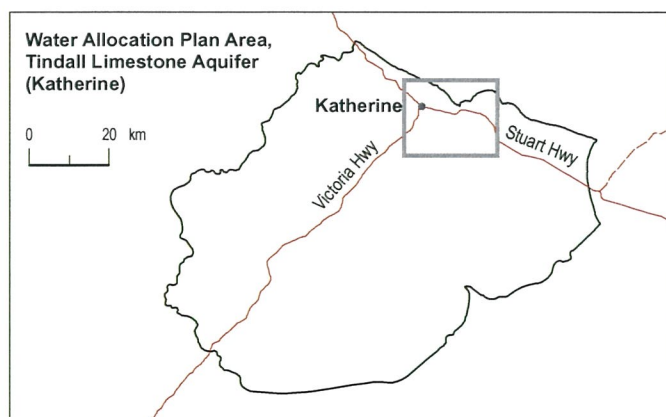 Water Allocation Plan Area,
Tindall Limestone Aquifer
(Katherine)
Katherine
0 20 km
Victoria Hwy
Stuart Hwy